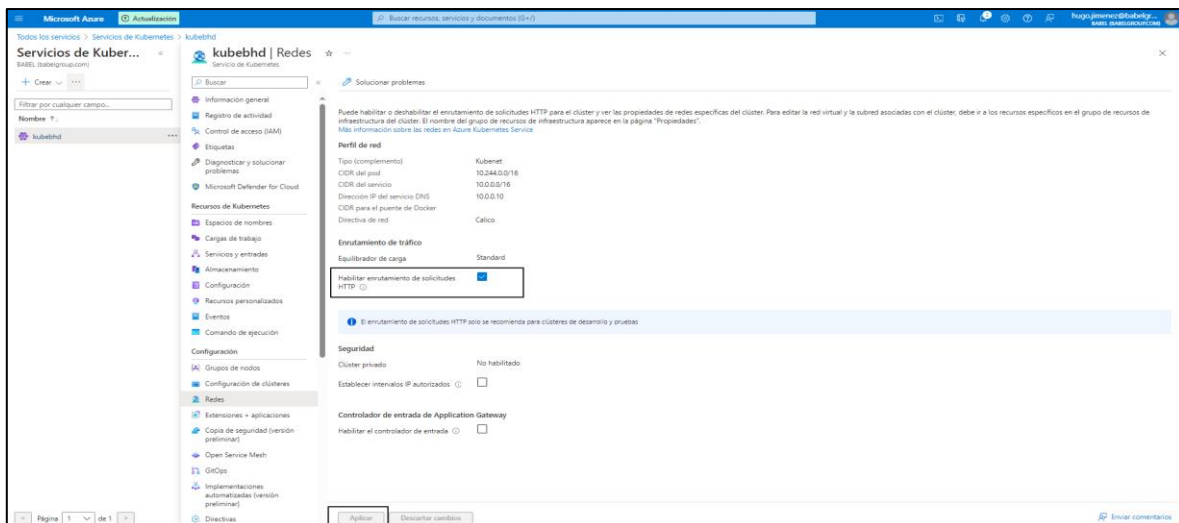 Microsoft Azure
Actualización
Buscar recursos, servicios y documentos (G+/)
hugo.jimenez@babelgr...
BABEL (BABELGROUP.COM)
Todos los servicios > Servicios de Kubernetes > kubebhd
Servicios de Kuber...
BABEL (babelgroup.com)
+ Crear
Filtrar por cualquier campo...
Nombre ↑↓
kubebhd
Página 1 de 1
kubebhd | Redes
Servicio de Kubernetes
Buscar
Información general
Registro de actividad
Control de acceso (IAM)
Etiquetas
Diagnosticar y solucionar
problemas
Microsoft Defender for Cloud
Recursos de Kubernetes
Espacios de nombres
Cargas de trabajo
Servicios y entradas
Almacenamiento
Configuración
Recursos personalizados
Eventos
Comando de ejecución
Configuración
Grupos de nodos
Configuración de clústeres
Redes
Extensiones + aplicaciones
Copia de seguridad (versión
preliminar)
Open Service Mesh
GitOps
Implementaciones
automatizadas (versión
preliminar)
Directivas
Solucionar problemas
Puede habilitar o deshabilitar el enrutamiento de solicitudes HTTP para el clúster y ver las propiedades de redes específicas del clúster. Para editar la red virtual y la subred asociadas con el clúster, debe ir a los recursos específicos en el grupo de recursos de
infraestructura del clúster. El nombre del grupo de recursos de infraestructura aparece en la página "Propiedades".
Más información sobre las redes en Azure Kubernetes Service
Perfil de red
Tipo (complemento) Kubenet
CIDR del pod 10.244.0.0/16
CIDR del servicio 10.0.0.0/16
Dirección IP del servicio DNS 10.0.0.10
CIDR para el puente de Docker
Directiva de red Calico
Enrutamiento de tráfico
Equilibrador de carga Standard
Habilitar enrutamiento de solicitudes
HTTP
El enrutamiento de solicitudes HTTP solo se recomienda para clústeres de desarrollo y pruebas
Seguridad
Clúster privado No habilitado
Establecer intervalos IP autorizados
Controlador de entrada de Application Gateway
Habilitar el controlador de entrada
Aplicar Descartar cambios
Enviar comentarios